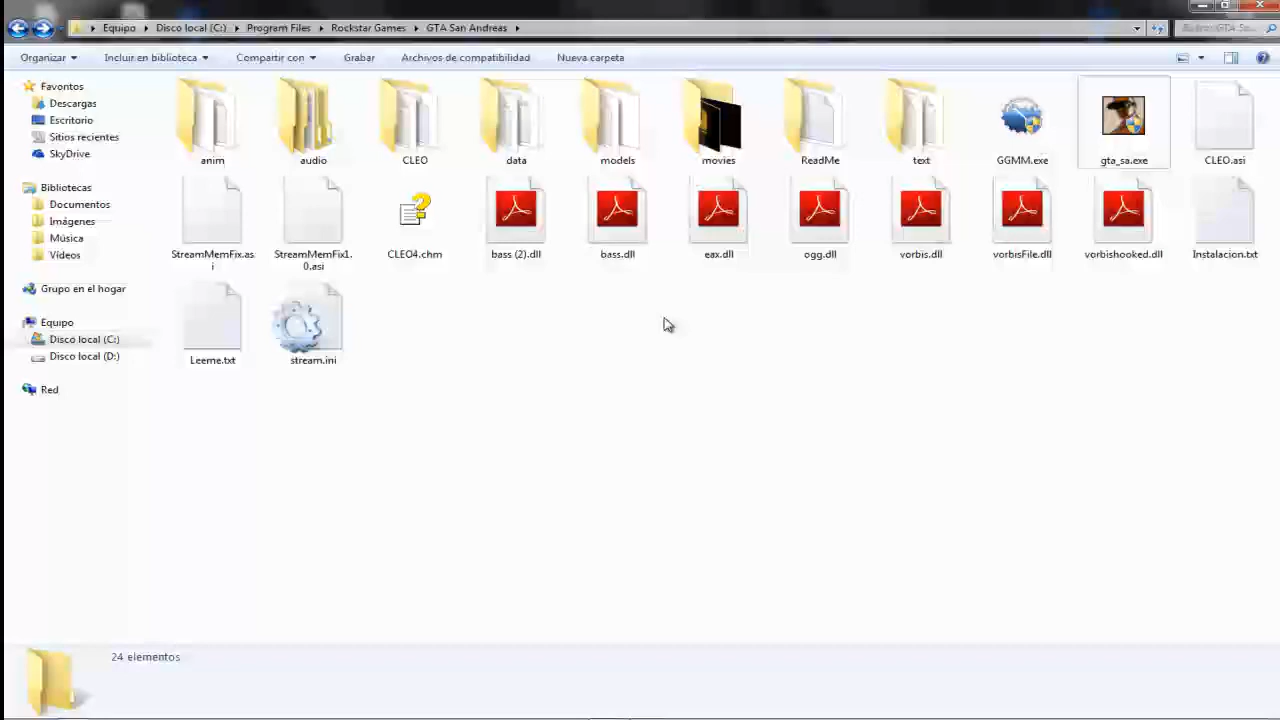 Equipo Disco local (C:) Program Files Rockstar Games GTA San Andreas
Organizar Incluir en biblioteca Compartir con Grabar Archivos de compatibilidad Nueva carpeta
Favoritos
Descargas
Escritorio
Sitios recientes
SkyDrive
Bibliotecas
Documentos
Imágenes
Música
Vídeos
Grupo en el hogar
Equipo
Disco local (C:)
Disco local (D:)
Red
anim audio CLEO data models movies ReadMe text GGMM.exe gta_sa.exe CLEO.asi
StreamMemFix.as
i
StreamMemFix1.
0.asi
CLEO4.chm bass (2).dll bass.dll eax.dll ogg.dll vorbis.dll vorbisFile.dll vorbishooked.dll Instalacion.txt
Leeme.txt stream.ini
24 elementos